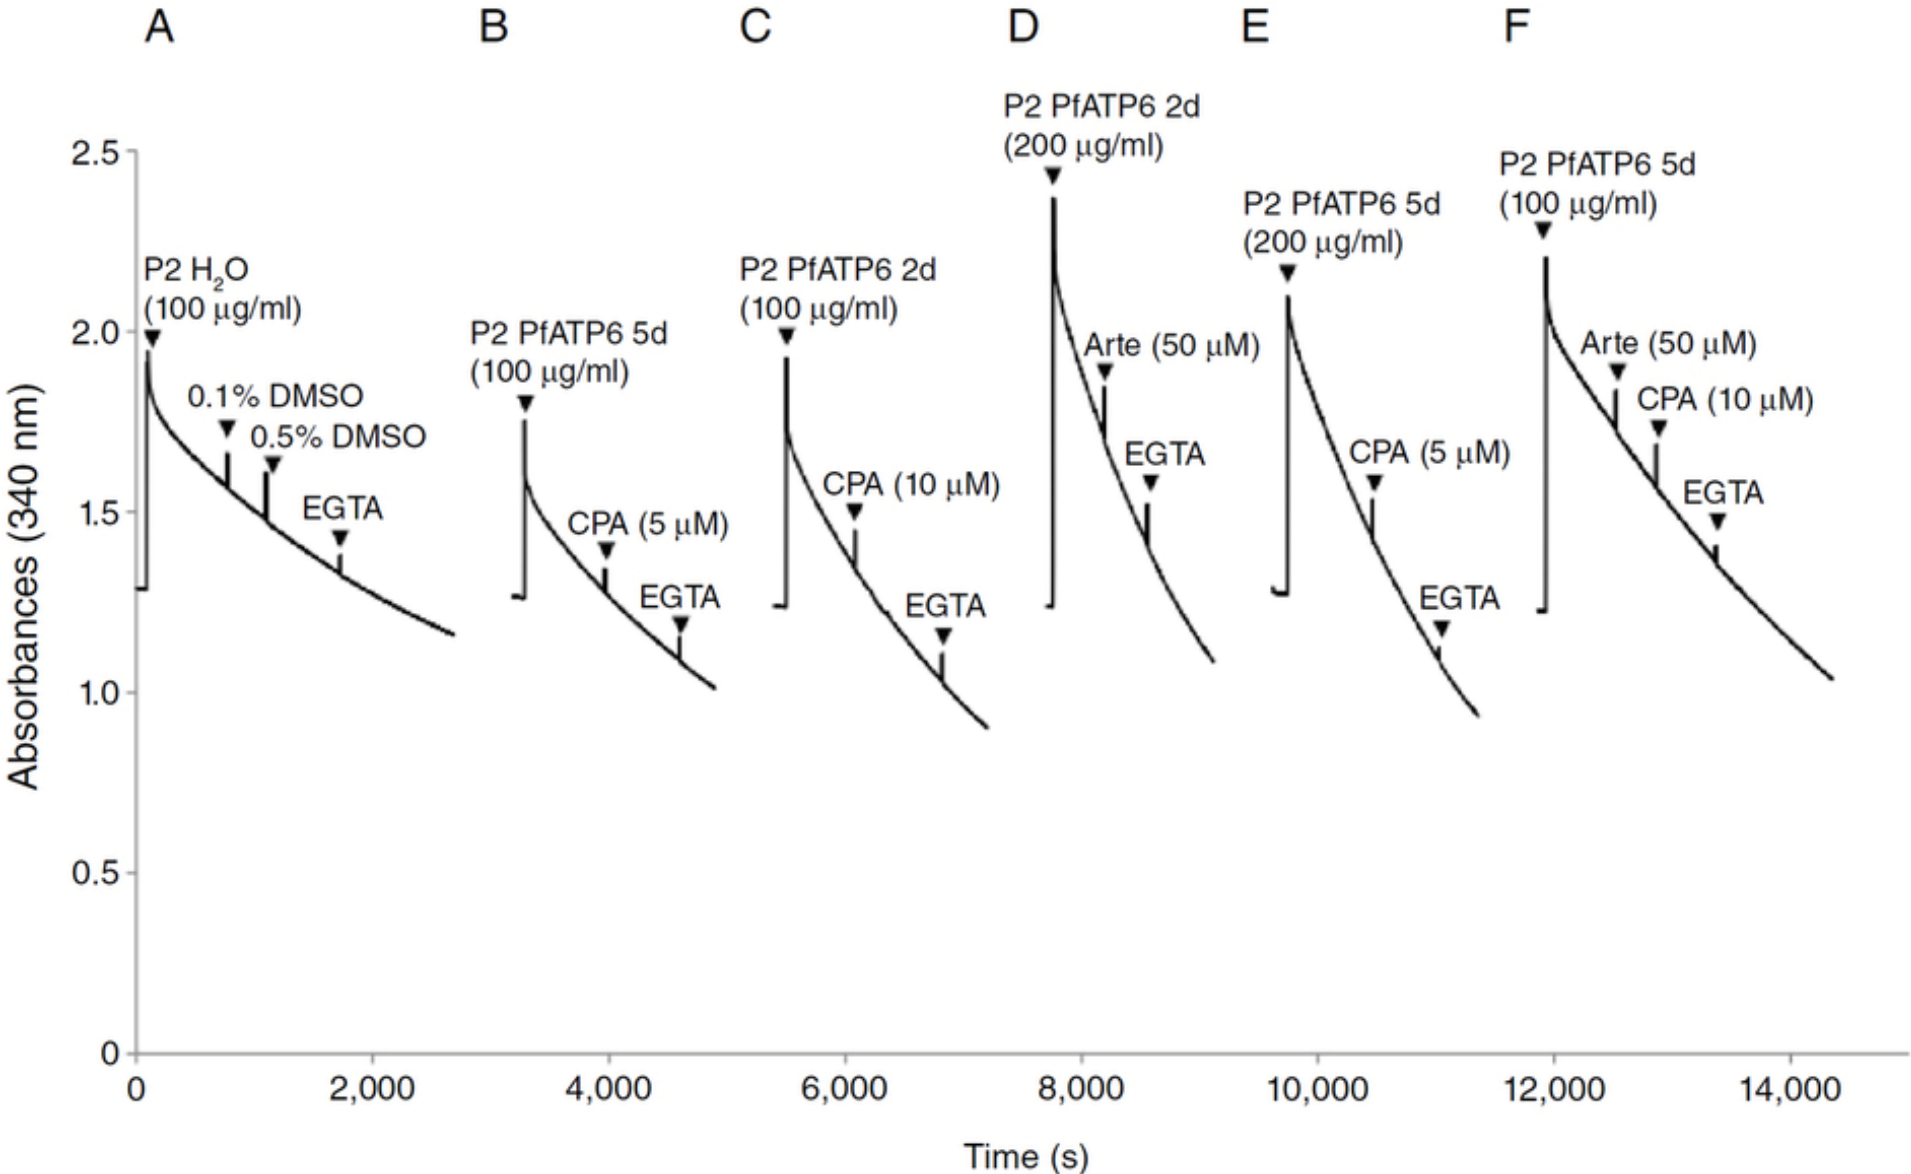 A
B
C
D
E
F
P2 PfATP6 2d
(200 μg/ml)
P2 PfATP6 5d
(100 μg/ml)
P2 PfATP6 5d
(200 μg/ml)
P2 H₂O
(100 μg/ml)
P2 PfATP6 2d
(100 μg/ml)
P2 PfATP6 5d
(100 μg/ml)
0.1% DMSO
0.5% DMSO
EGTA
CPA (5 μM)
EGTA
CPA (10 μM)
EGTA
Arte (50 μM)
EGTA
CPA (5 μM)
EGTA
Arte (50 μM)
CPA (10 μM)
EGTA
Absorbances (340 nm)
2.5
2.0
1.5
1.0
0.5
0
0
2,000
4,000
6,000
8,000
10,000
12,000
14,000
Time (s)